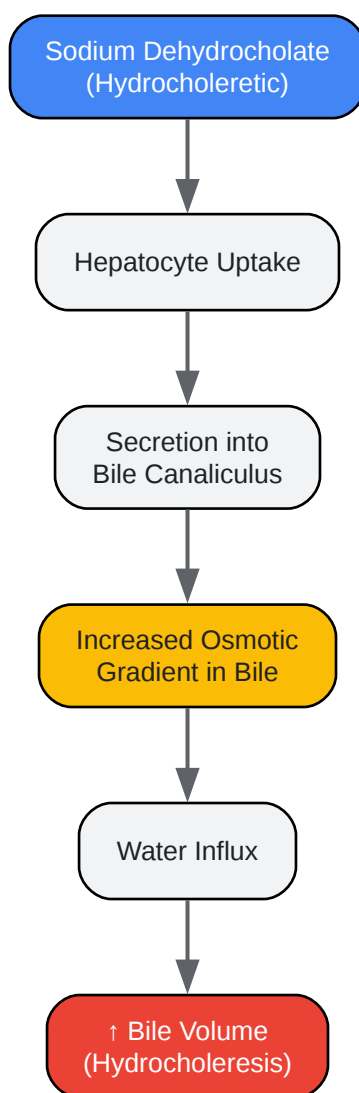 Sodium Dehydrocholate
(Hydrocholeretic)
Hepatocyte Uptake
Secretion into
Bile Canaliculus
Increased Osmotic
Gradient in Bile
Water Influx
↑ Bile Volume
(Hydrocholeresis)